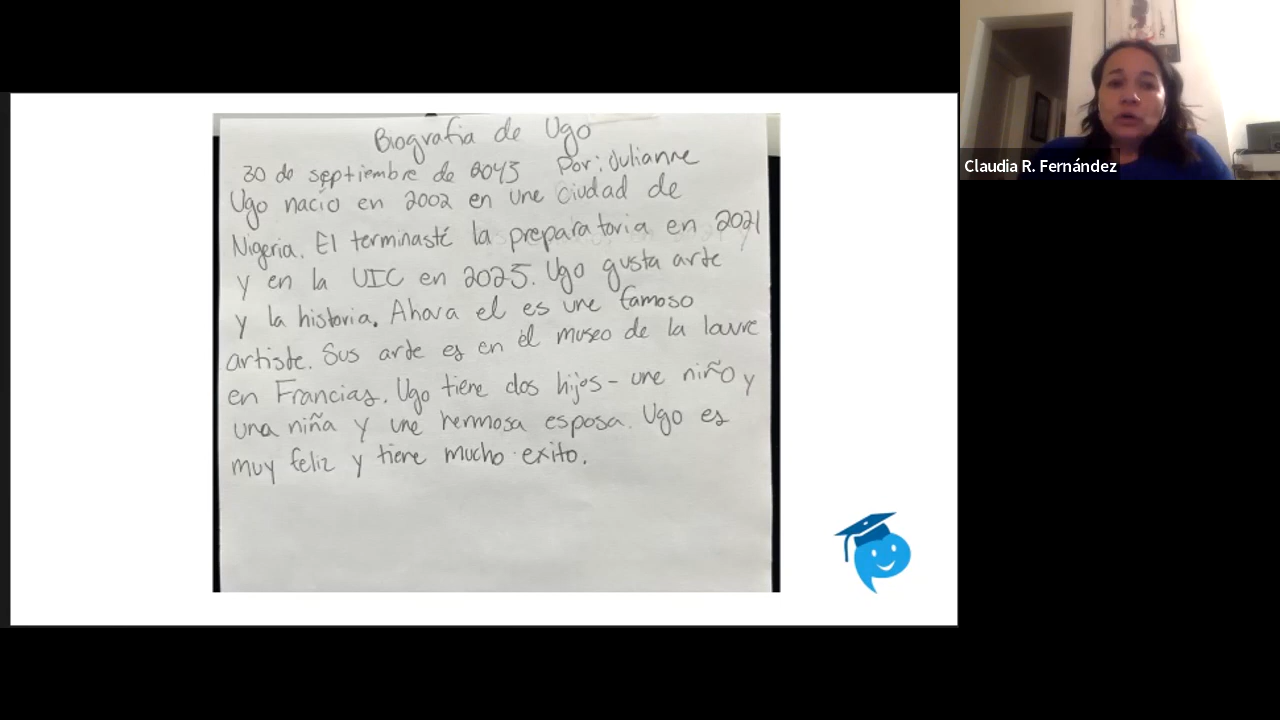 Biografia de Ugo
30 de septiembre de 2043 Por: Julianne
Ugo nacio en 2002 en une ciudad de
Nigeria. El terminasté la preparatoria en 2021
y en la UIC en 2025. Ugo gusta arte
y la historia. Ahora el es une famoso
artiste. Sus arte es en el museo de la louvre
en Francias. Ugo tiene dos hijos - une niño y
una niña y une hermosa esposa. Ugo es
muy feliz y tiene mucho exito.
Claudia R. Fernández